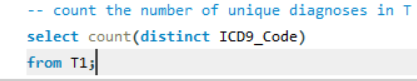 -- count the number of unique diagnoses in T
select count(distinct ICD9_Code)
from T1;